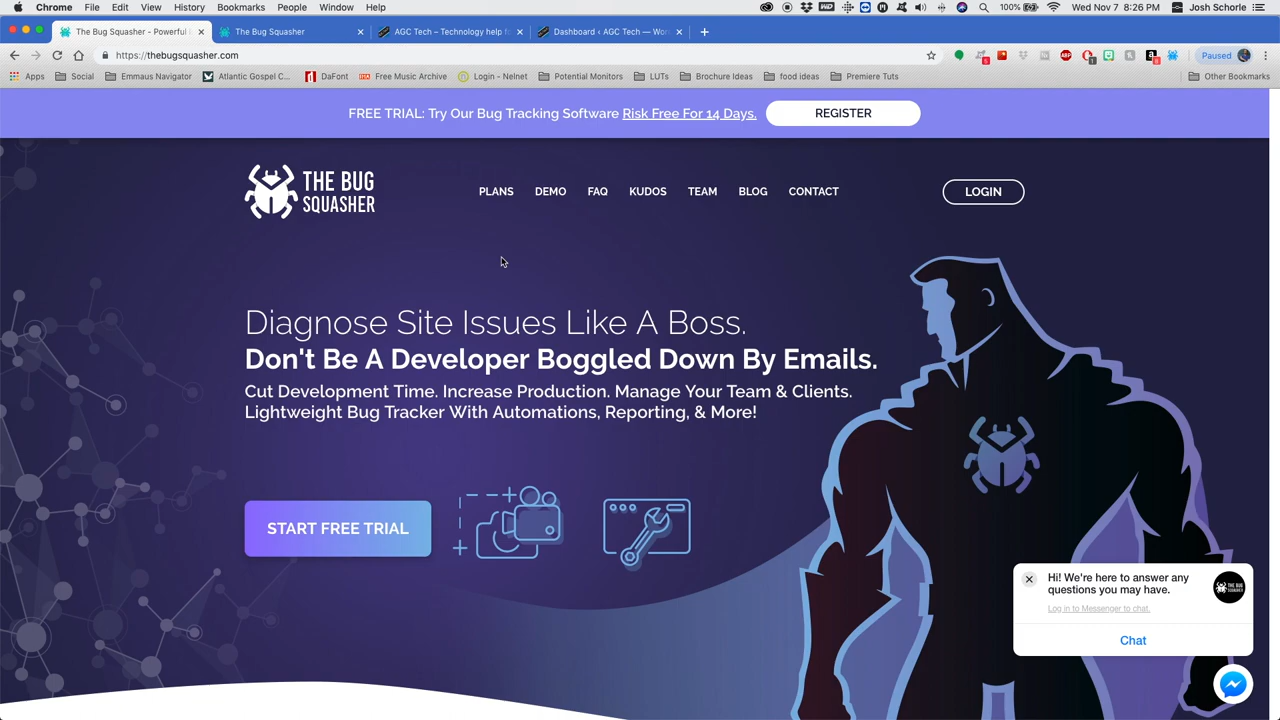 Chrome File Edit View History Bookmarks People Window Help
100% Wed Nov 7 8:26 PM Josh Schorle
The Bug Squasher - Powerful
The Bug Squasher
AGC Tech – Technology help fo
Dashboard ‹ AGC Tech — Wor
https://thebugsquasher.com
Paused
Apps Social Emmaus Navigator Atlantic Gospel C... DaFont Free Music Archive Login - Nelnet Potential Monitors LUTs Brochure Ideas food ideas Premiere Tuts Other Bookmarks
FREE TRIAL: Try Our Bug Tracking Software Risk Free For 14 Days. REGISTER
THE BUG
SQUASHER
PLANS DEMO FAQ KUDOS TEAM BLOG CONTACT LOGIN
Diagnose Site Issues Like A Boss.
Don't Be A Developer Boggled Down By Emails.
Cut Development Time. Increase Production. Manage Your Team & Clients.
Lightweight Bug Tracker With Automations, Reporting, & More!
START FREE TRIAL
Hi! We're here to answer any
questions you may have.
Log in to Messenger to chat.
Chat